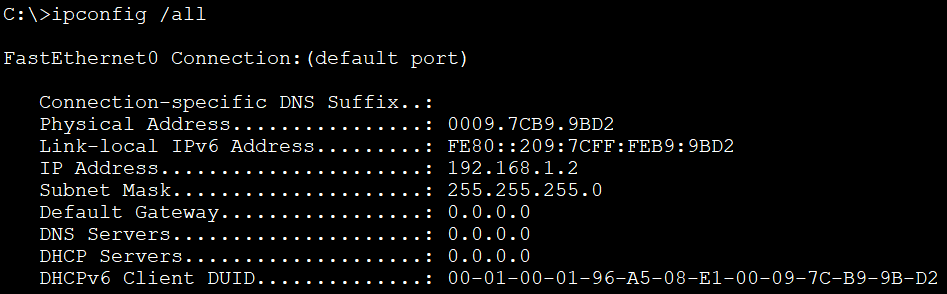 C:\>ipconfig /all
FastEthernet0 Connection:(default port)
Connection-specific DNS Suffix..:
Physical Address................: 0009.7CB9.9BD2
Link-local IPv6 Address.........: FE80::209:7CFF:FEB9:9BD2
IP Address......................: 192.168.1.2
Subnet Mask.....................: 255.255.255.0
Default Gateway.................: 0.0.0.0
DNS Servers.....................: 0.0.0.0
DHCP Servers....................: 0.0.0.0
DHCPv6 Client DUID..............: 00-01-00-01-96-A5-08-E1-00-09-7C-B9-9B-D2